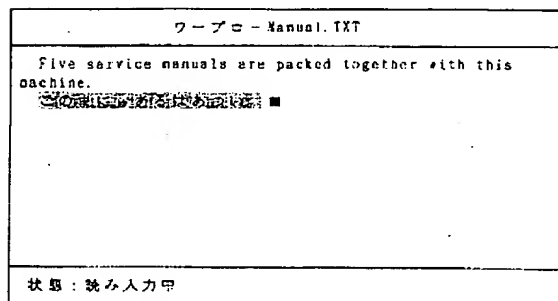 ワープロ－Manual.TXT
Five service manuals are packed together with this
machine.
状態：読み入力中